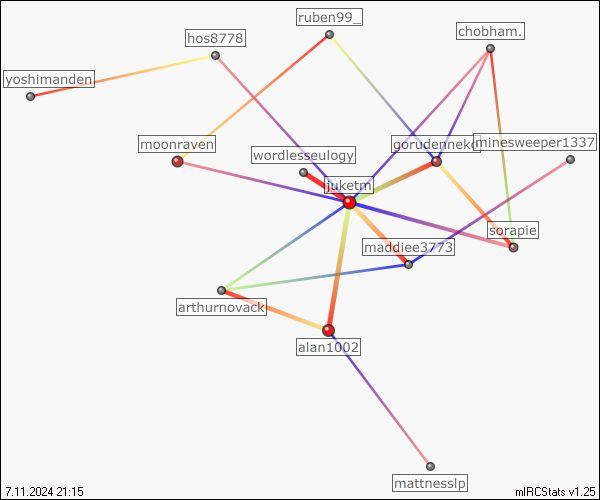 ruben99_
hos8778
chobham.
yoshimanden
moonraven
gorudenneko
minesweeper1337
wordlesseulogy
juketm
sorapie
maddiee3773
arthurnovack
alan1002
mattnesslp
7.11.2024 21:15
mIRCStats v1.25